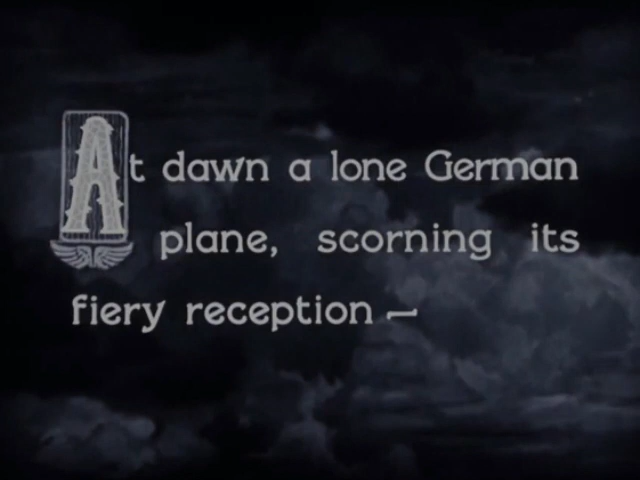 At dawn a lone German
plane, scorning its
fiery reception —